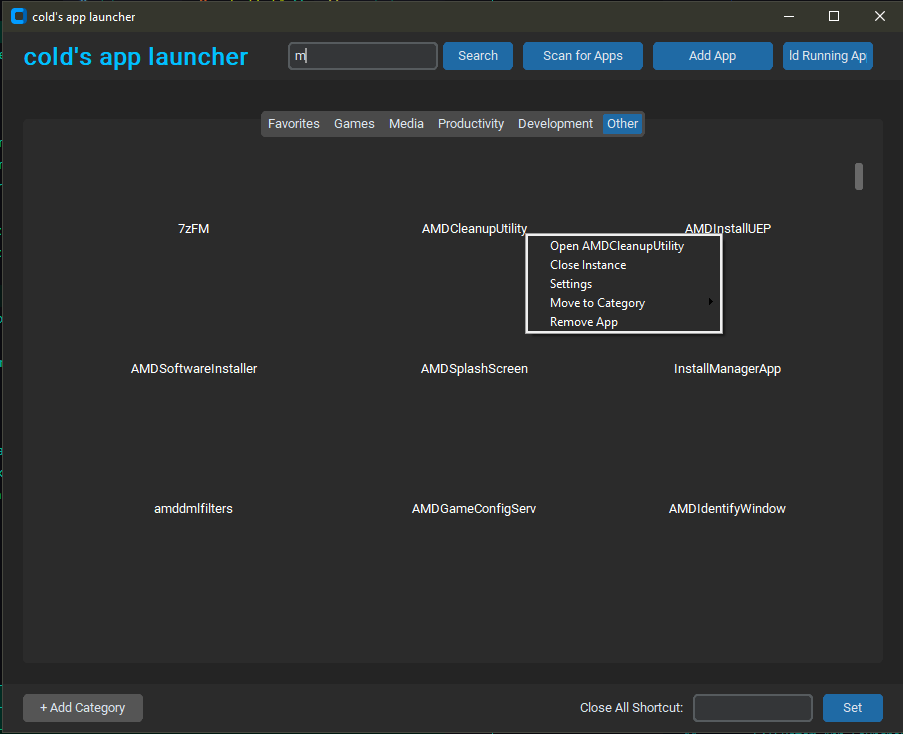 cold's app launcher
cold's app launcher
m
Search
Scan for Apps
Add App
ld Running Ap
Favorites Games Media Productivity Development Other
7zFM AMDCleanupUtility AMDInstallUEP
Open AMDCleanupUtility
Close Instance
Settings
Move to Category
Remove App
AMDSoftwareInstaller AMDSplashScreen InstallManagerApp
amddmlfilters AMDGameConfigServ AMDIdentifyWindow
+ Add Category
Close All Shortcut:
Set